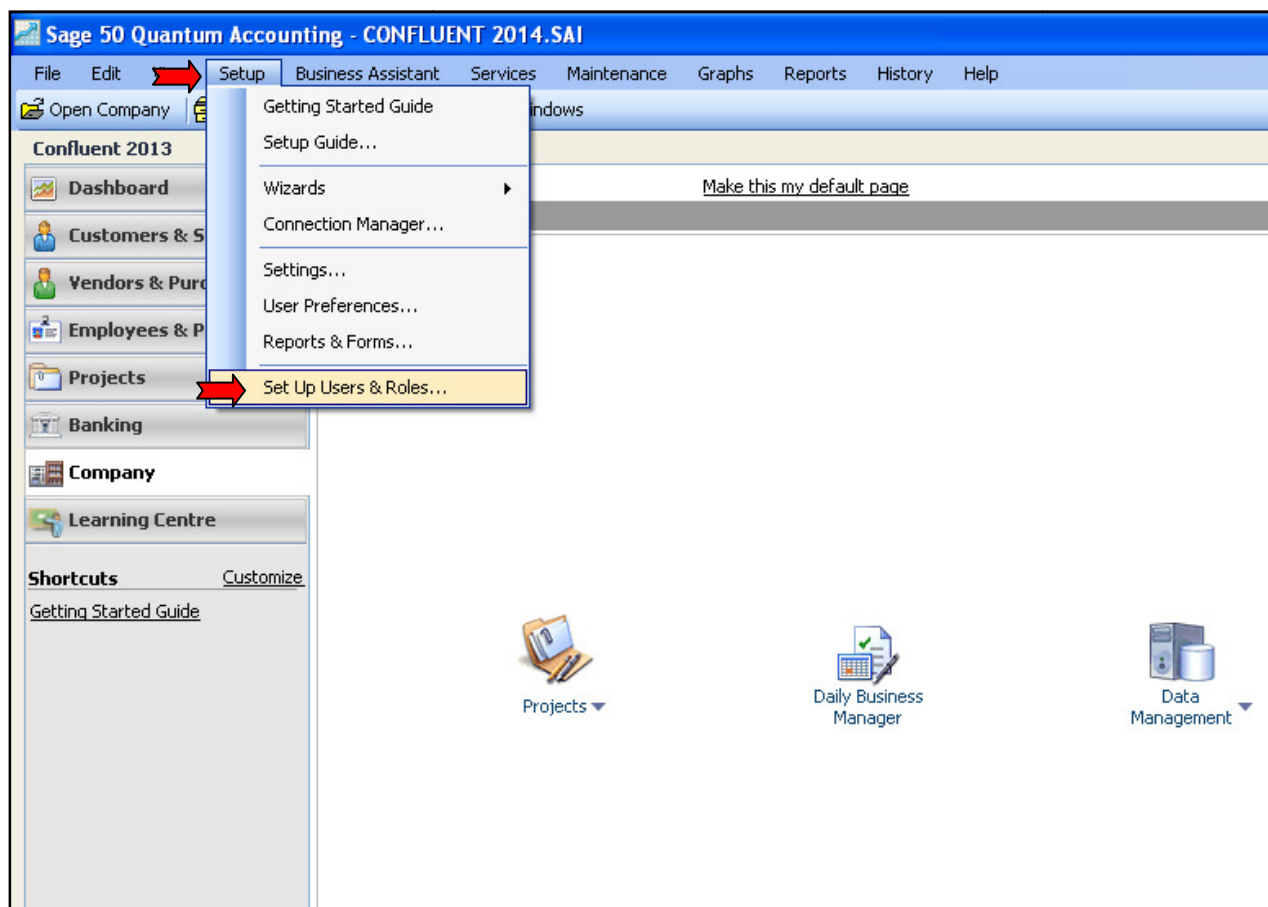 Sage 50 Quantum Accounting - CONFLUENT 2014.SAI
File Edit Setup Business Assistant Services Maintenance Graphs Reports History Help
Open Company
Getting Started Guide
Setup Guide...
Wizards
Connection Manager...
Settings...
User Preferences...
Reports & Forms...
Set Up Users & Roles...
Confluent 2013
Make this my default page
Dashboard
Customers & S
Vendors & Purc
Employees & P
Projects
Banking
Company
Learning Centre
Shortcuts Customize
Getting Started Guide
Projects
Daily Business
Manager
Data
Management